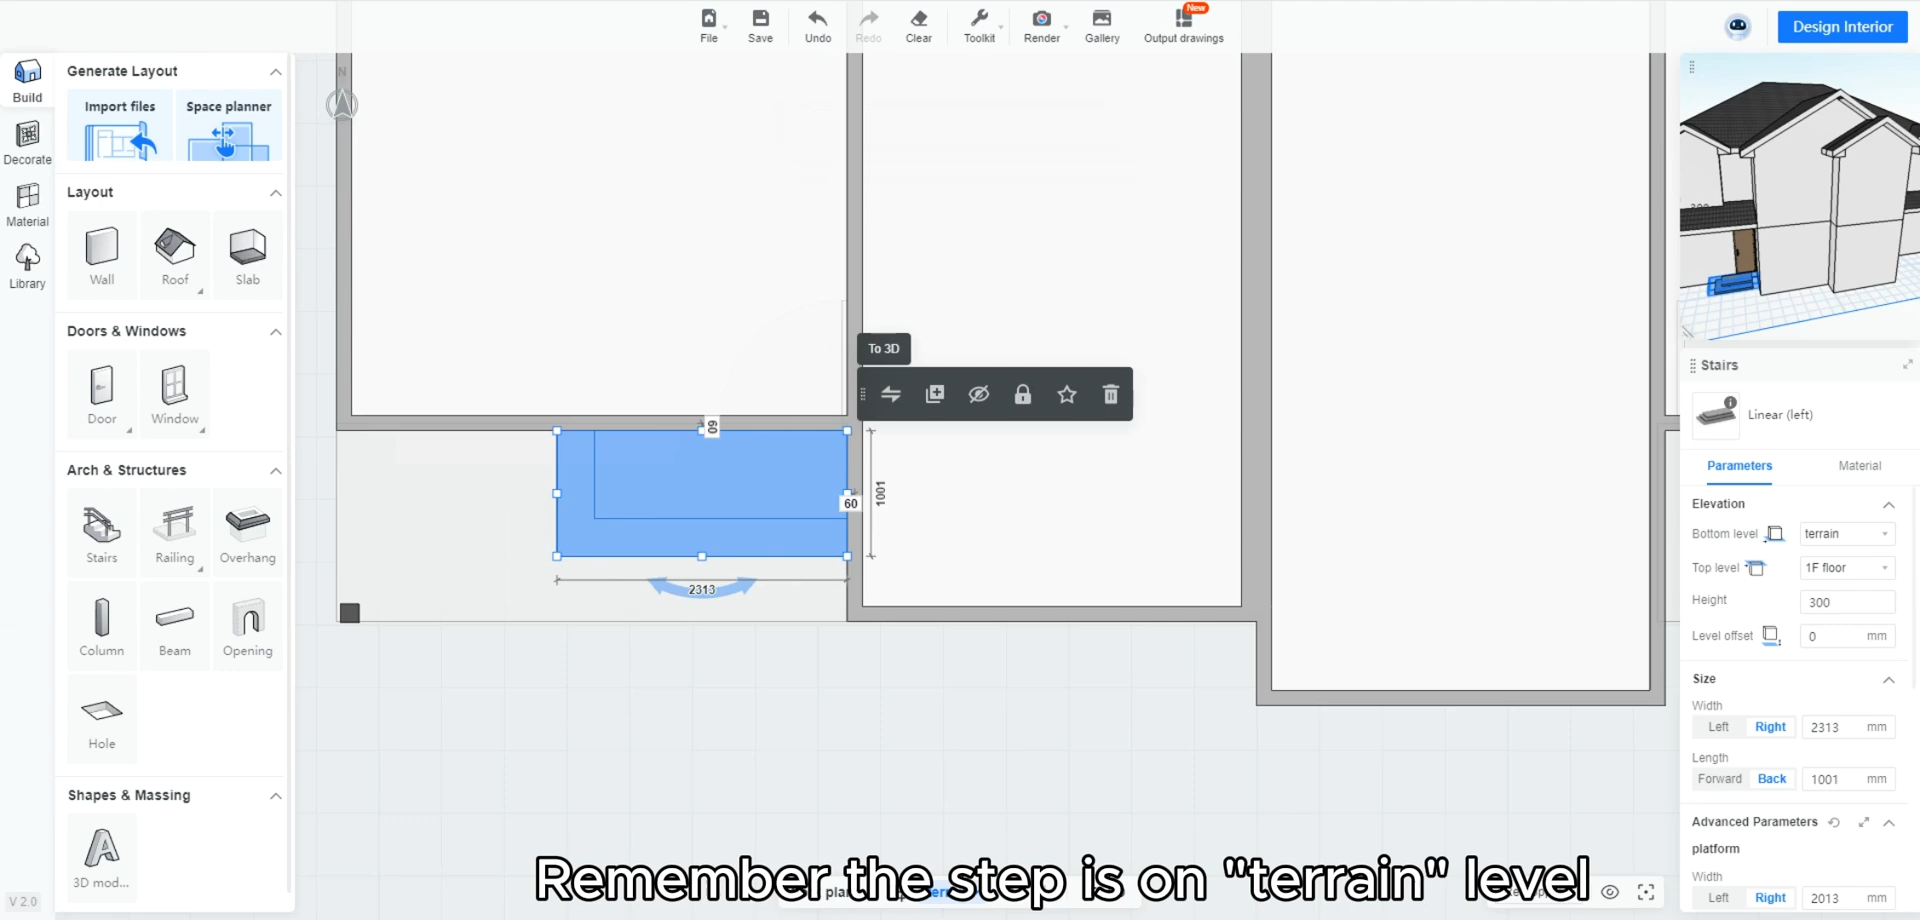 File
Save
Undo
Redo
Clear
Toolkit
Render
Gallery
New
Output drawings
Design Interior
Build
Decorate
Material
Library
V 2.0
Generate Layout
Import files
Space planner
Layout
Wall
Roof
Slab
Doors & Windows
Door
Window
Arch & Structures
Stairs
Railing
Overhang
Column
Beam
Opening
Hole
Shapes & Massing
3D mod...
N
To 3D
60
60
1001
2313
Stairs
Linear (left)
Parameters
Material
Elevation
Bottom level
terrain
Top level
1F floor
Height
300
Level offset
0 mm
Size
Width
Left Right 2313 mm
Length
Forward Back 1001 mm
Advanced Parameters
platform
Width
Left Right 2013 mm
Remember the step is on "terrain" level